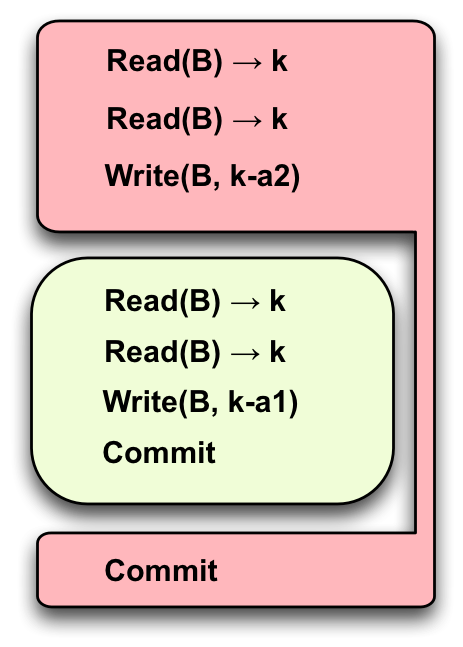 Read(B) → k
Read(B) → k
Write(B, k-a2)
Read(B) → k
Read(B) → k
Write(B, k-a1)
Commit
Commit